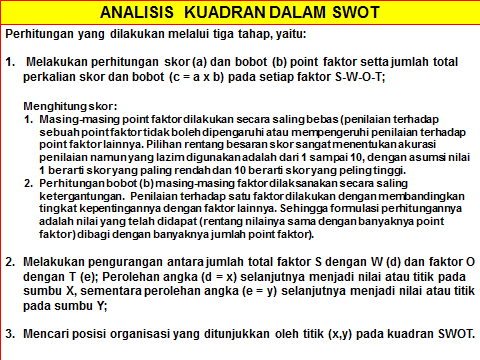 ANALISIS KUADRAN DALAM SWOT
Perhitungan yang dilakukan melalui tiga tahap, yaitu:
1. Melakukan perhitungan skor (a) dan bobot (b) point faktor setta jumlah total
perkalian skor dan bobot (c = a x b) pada setiap faktor S-W-O-T;
Menghitung skor:
1. Masing-masing point faktor dilakukan secara saling bebas (penilaian terhadap
sebuah point faktor tidak boleh dipengaruhi atau mempengeruhi penilaian terhadap
point faktor lainnya. Pilihan rentang besaran skor sangat menentukan akurasi
penilaian namun yang lazim digunakan adalah dari 1 sampai 10, dengan asumsi nilai
1 berarti skor yang paling rendah dan 10 berarti skor yang peling tinggi.
2. Perhitungan bobot (b) masing-masing faktor dilaksanakan secara saling
ketergantungan. Penilaian terhadap satu faktor dilakukan dengan membandingkan
tingkat kepentingannya dengan faktor lainnya. Sehingga formulasi perhitungannya
adalah nilai yang telah didapat (rentang nilainya sama dengan banyaknya point
faktor) dibagi dengan banyaknya jumlah point faktor).
2. Melakukan pengurangan antara jumlah total faktor S dengan W (d) dan faktor O
dengan T (e); Perolehan angka (d = x) selanjutnya menjadi nilai atau titik pada
sumbu X, sementara perolehan angka (e = y) selanjutnya menjadi nilai atau titik
pada sumbu Y;
3. Mencari posisi organisasi yang ditunjukkan oleh titik (x,y) pada kuadran SWOT.